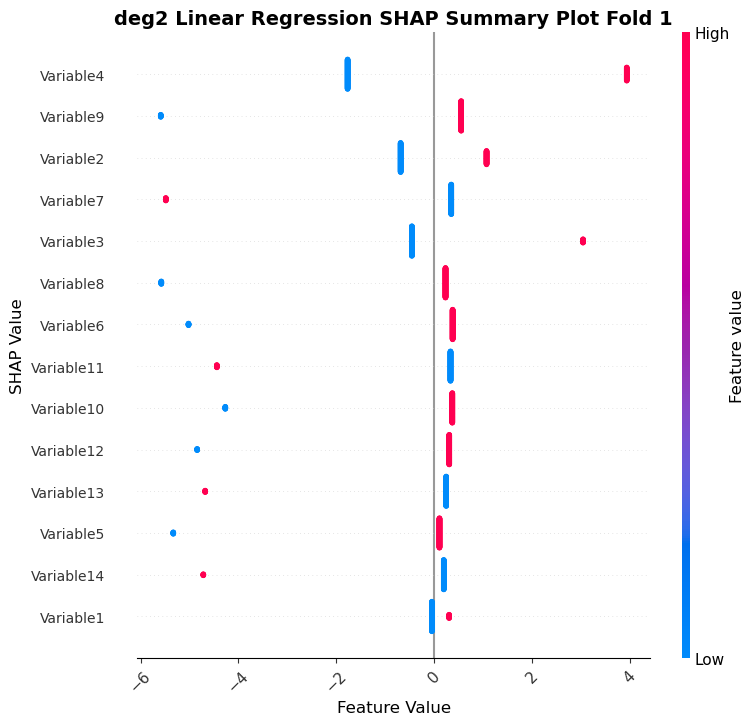 deg2 Linear Regression SHAP Summary Plot Fold 1
High
Variable4
Variable9
Variable2
Variable7
Variable3
Variable8
Variable6
Variable11
Variable10
Variable12
Variable13
Variable5
Variable14
Variable1
SHAP Value
Feature value
Low
−6 −4 −2 0 2 4
Feature Value